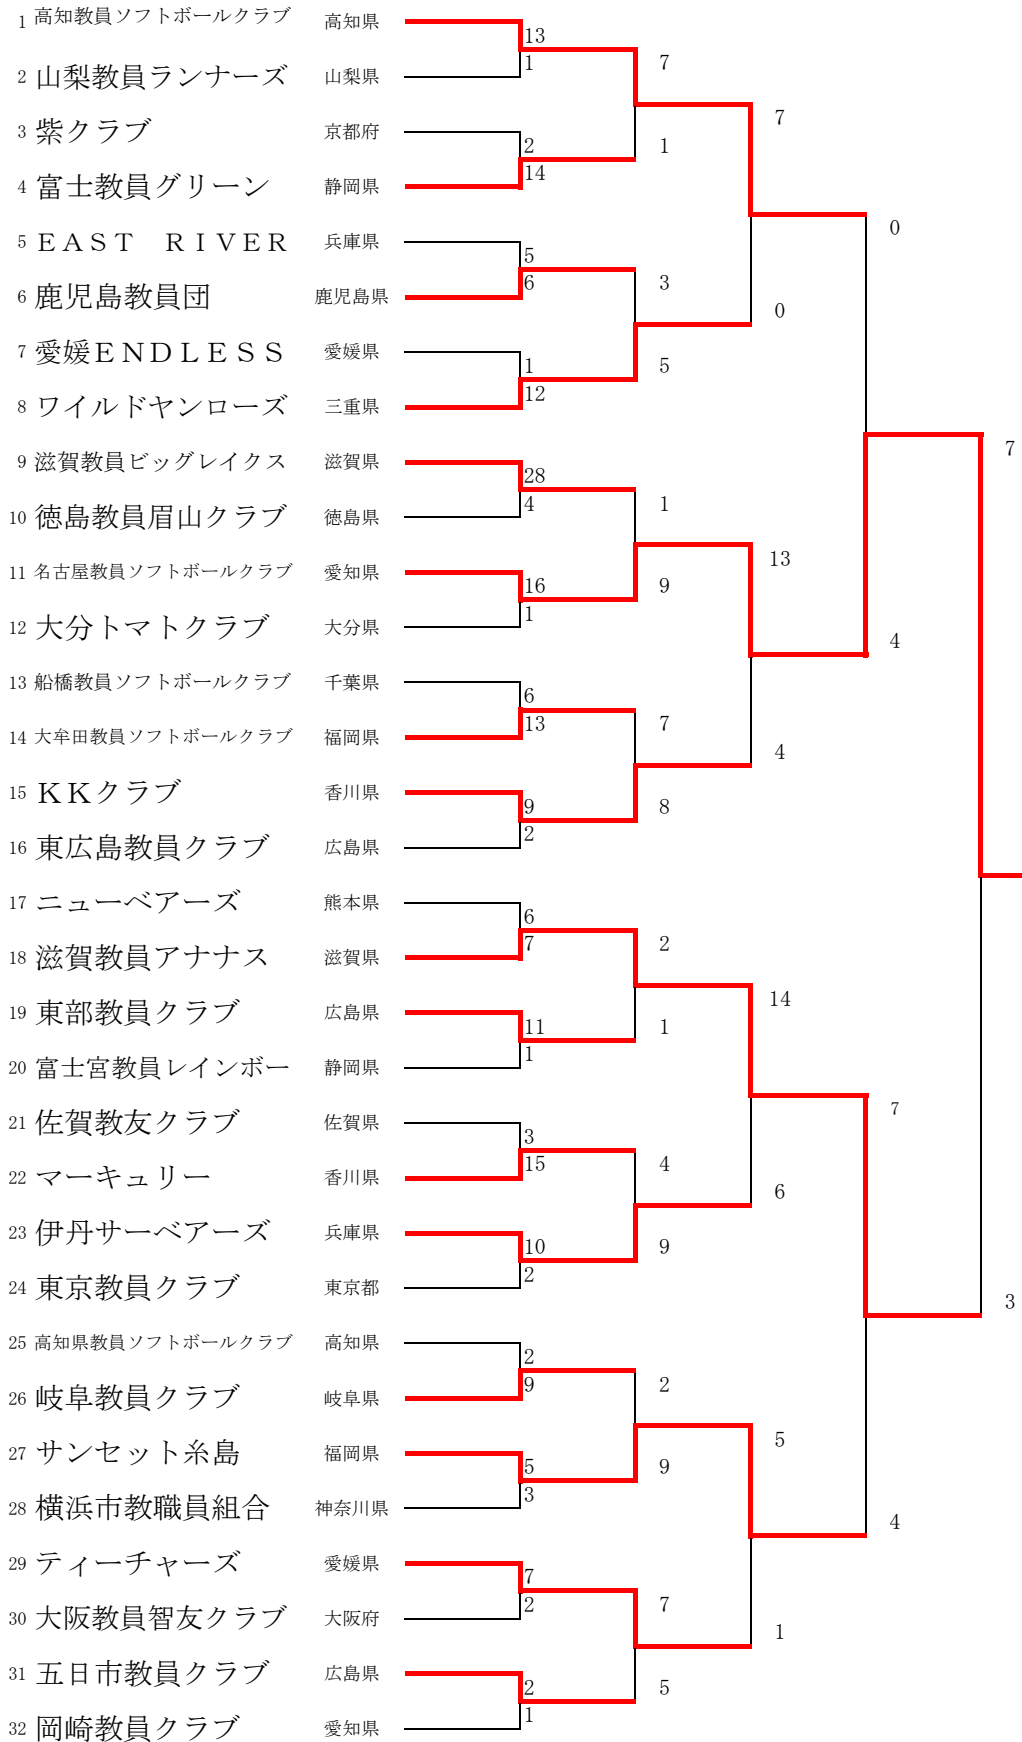 1 高知教員ソフトボールクラブ 高知県
13
1
7
2 山梨教員ランナーズ 山梨県
7
3 紫クラブ 京都府
2
14
1
4 富士教員グリーン 静岡県
0
5 ＥＡＳＴ　ＲＩＶＥＲ 兵庫県
5
6
3
6 鹿児島教員団 鹿児島県
0
7 愛媛ＥＮＤＬＥＳＳ 愛媛県
1
12
5
8 ワイルドヤンローズ 三重県
7
9 滋賀教員ビッグレイクス 滋賀県
28
4
1
10 徳島教員眉山クラブ 徳島県
13
11 名古屋教員ソフトボールクラブ 愛知県
16
1
9
12 大分トマトクラブ 大分県
4
13 船橋教員ソフトボールクラブ 千葉県
6
13
7
14 大牟田教員ソフトボールクラブ 福岡県
4
15 ＫＫクラブ 香川県
9
2
8
16 東広島教員クラブ 広島県
17 ニューベアーズ 熊本県
6
7
2
18 滋賀教員アナナス 滋賀県
14
19 東部教員クラブ 広島県
11
1
1
20 富士宮教員レインボー 静岡県
7
21 佐賀教友クラブ 佐賀県
3
15
4
22 マーキュリー 香川県
6
23 伊丹サーベアーズ 兵庫県
10
2
9
24 東京教員クラブ 東京都
3
25 高知県教員ソフトボールクラブ 高知県
2
9
2
26 岐阜教員クラブ 岐阜県
5
27 サンセット糸島 福岡県
5
3
9
28 横浜市教職員組合 神奈川県
4
29 ティーチャーズ 愛媛県
7
2
7
30 大阪教員智友クラブ 大阪府
1
31 五日市教員クラブ 広島県
2
1
5
32 岡崎教員クラブ 愛知県